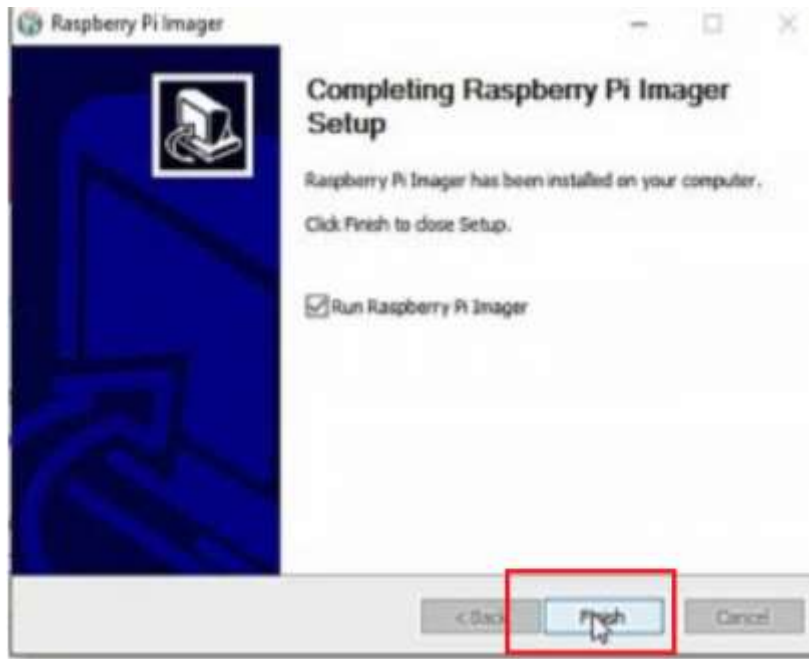 Raspberry Pi Imager
Completing Raspberry Pi Imager
Setup
Raspberry Pi Imager has been installed on your computer.
Click Finish to close Setup.
Run Raspberry Pi Imager
< Back
Finish
Cancel